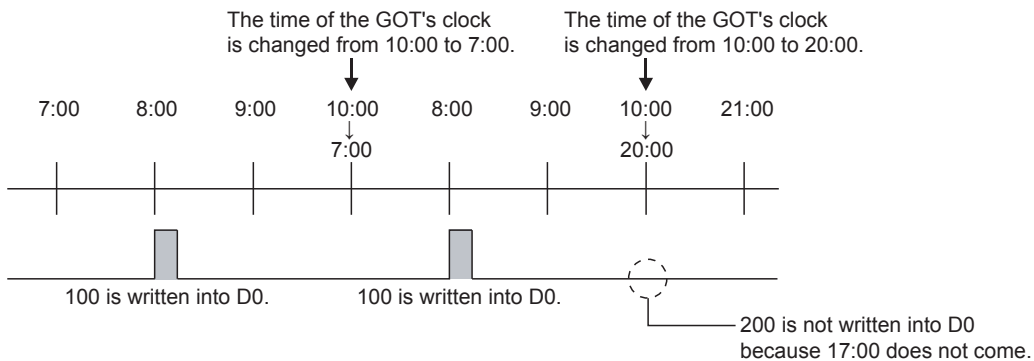 The time of the GOT's clock
is changed from 10:00 to 7:00.
The time of the GOT's clock
is changed from 10:00 to 20:00.
7:00 8:00 9:00 10:00 8:00 9:00 10:00 21:00
↓ ↓
7:00 20:00
100 is written into D0. 100 is written into D0.
200 is not written into D0
because 17:00 does not come.